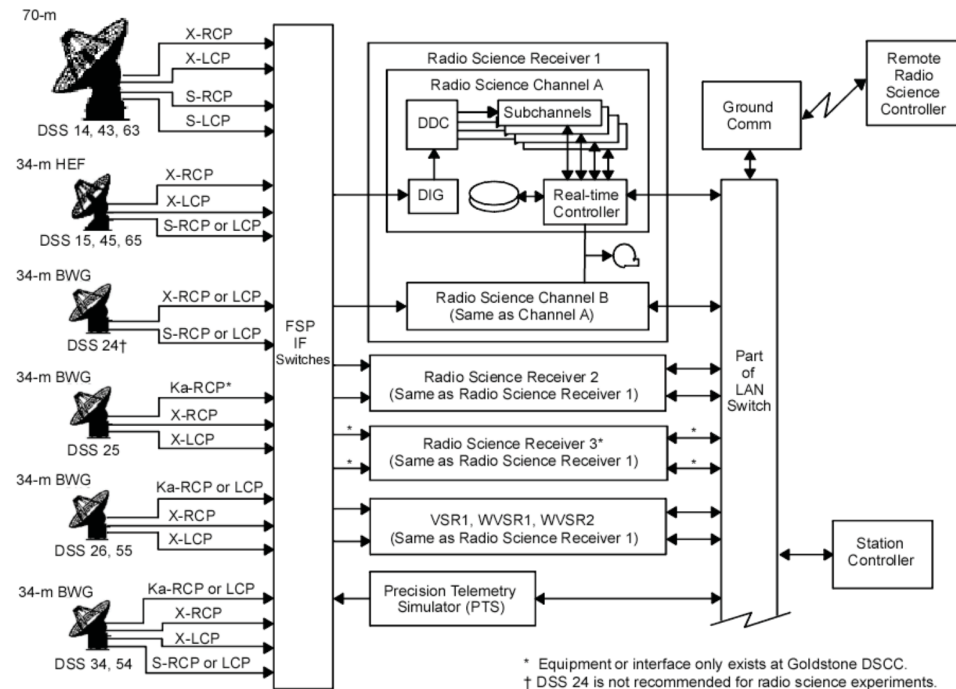 70-m
X-RCP
X-LCP
S-RCP
S-LCP
DSS 14, 43, 63
34-m HEF
X-RCP
X-LCP
S-RCP or LCP
DSS 15, 45, 65
34-m BWG
X-RCP or LCP
S-RCP or LCP
DSS 24†
34-m BWG
Ka-RCP*
X-RCP
X-LCP
DSS 25
34-m BWG
Ka-RCP or LCP
X-RCP
X-LCP
DSS 26, 55
34-m BWG
Ka-RCP or LCP
X-RCP
X-LCP
S-RCP or LCP
DSS 34, 54
FSP
IF
Switches
Radio Science Receiver 1
Radio Science Channel A
DDC
Subchannels
DIG
Real-time
Controller
Radio Science Channel B
(Same as Channel A)
Radio Science Receiver 2
(Same as Radio Science Receiver 1)
*
*
Radio Science Receiver 3*
(Same as Radio Science Receiver 1)
*
*
VSR1, WVSR1, WVSR2
(Same as Radio Science Receiver 1)
Precision Telemetry
Simulator (PTS)
Ground
Comm
Remote
Radio
Science
Controller
Part
of
LAN
Switch
Station
Controller
* Equipment or interface only exists at Goldstone DSCC.
† DSS 24 is not recommended for radio science experiments.